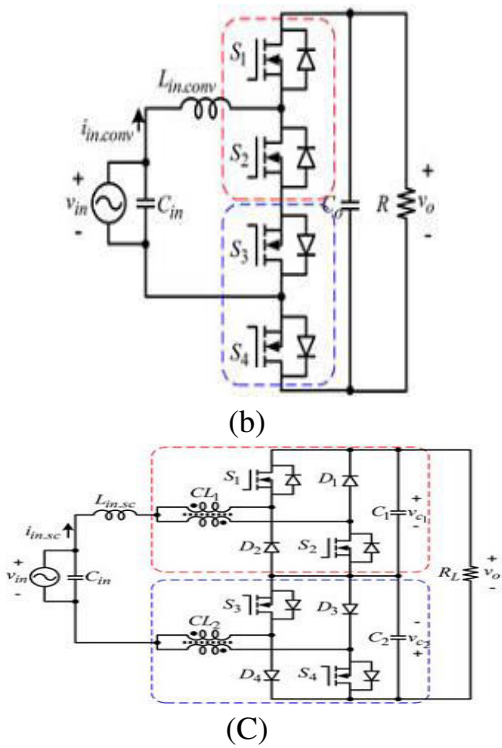 S1
Lin.conv
iin.conv
S2
+
vin
-
Cin
Co
R
+
vo
-
S3
S4
(b)
S1
D1
Lin.sc
CL1
iin.sc
C1
+
vc1
-
D2
S2
+
vin
-
Cin
RL
+
vo
-
S3
D3
CL2
C2
-
vc2
+
D4
S4
(C)